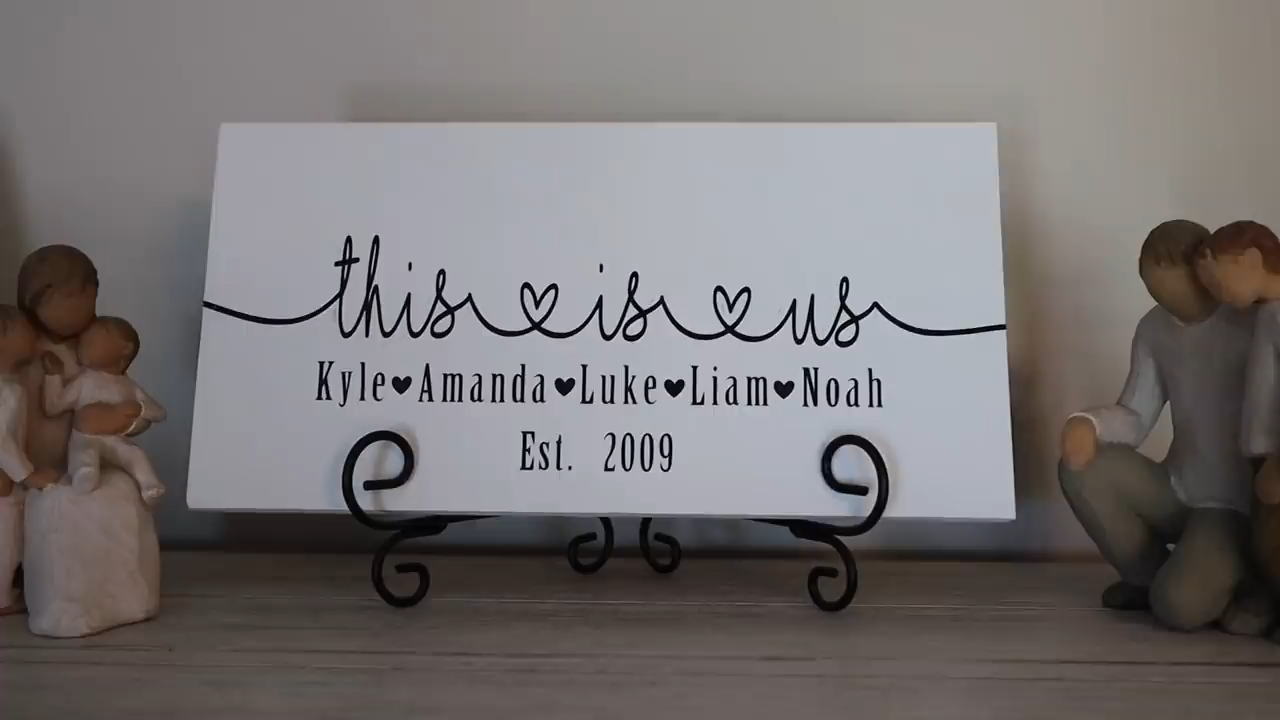 this ♡ is ♡ us
Kyle♥Amanda♥Luke♥Liam♥Noah
Est. 2009